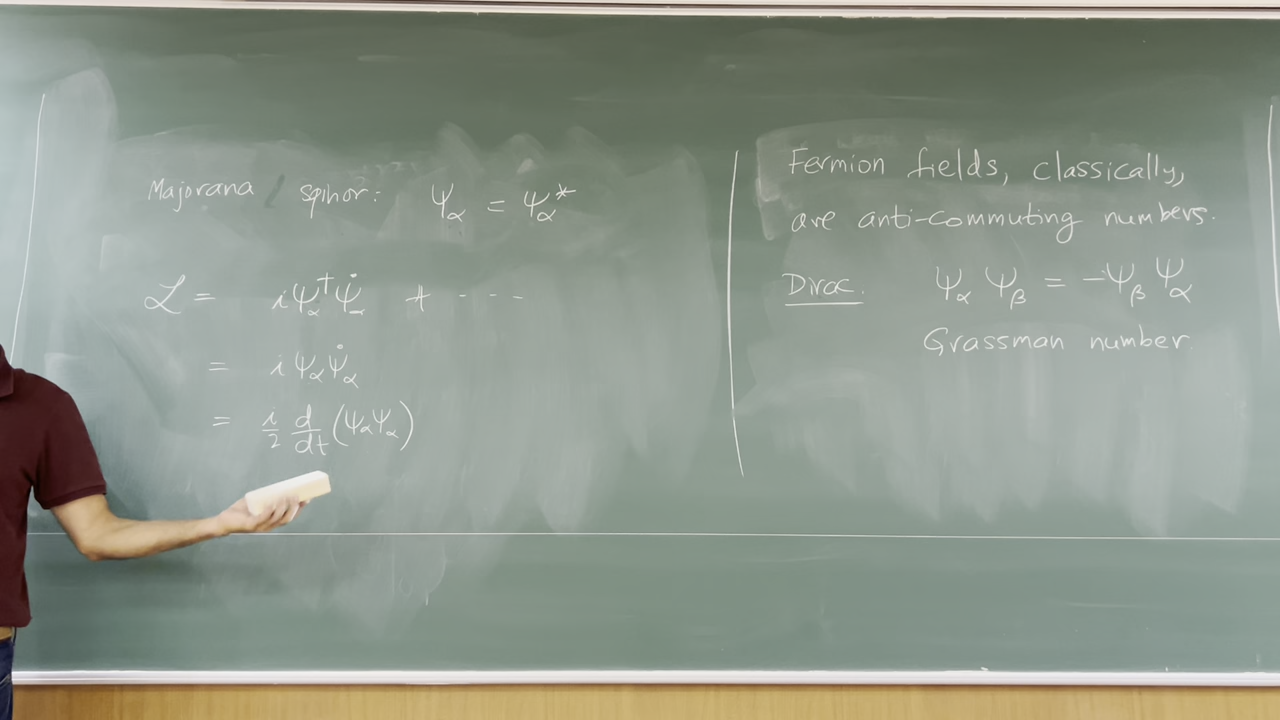 Majorana spinor: Ψ_α = Ψ_α*
ℒ = iΨ_α†Ψ̇_α + ---
= iΨ_αΨ̇_α
= i/2 d/dt (Ψ_αΨ_α)
Fermion fields, classically,
are anti-commuting numbers.
Dirac. Ψ_α Ψ_β = -Ψ_β Ψ_α
Grassman number.